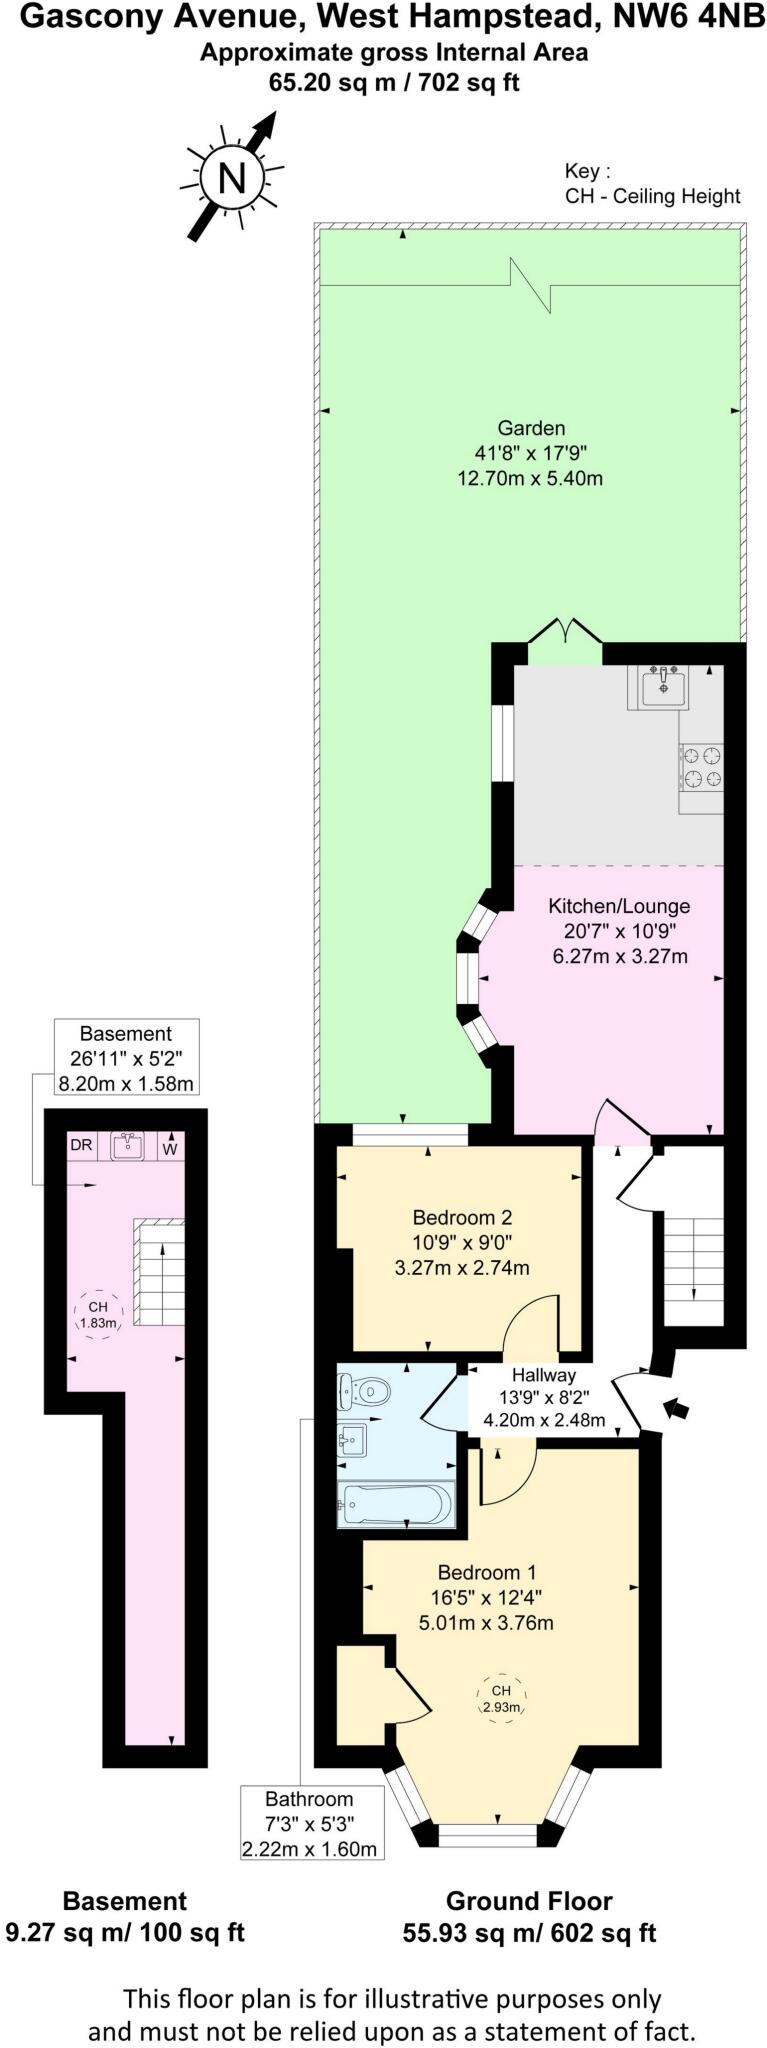 Gascony Avenue, West Hampstead, NW6 4NB
Approximate gross Internal Area
65.20 sq m / 702 sq ft
N
Key :
CH - Ceiling Height
Garden
41'8" x 17'9"
12.70m x 5.40m
Kitchen/Lounge
20'7" x 10'9"
6.27m x 3.27m
Basement
26'11" x 5'2"
8.20m x 1.58m
DR
W
CH
1.83m
Bedroom 2
10'9" x 9'0"
3.27m x 2.74m
Hallway
13'9" x 8'2"
4.20m x 2.48m
Bedroom 1
16'5" x 12'4"
5.01m x 3.76m
CH
2.93m
Bathroom
7'3" x 5'3"
2.22m x 1.60m
Basement
9.27 sq m/ 100 sq ft
Ground Floor
55.93 sq m/ 602 sq ft
This floor plan is for illustrative purposes only
and must not be relied upon as a statement of fact.